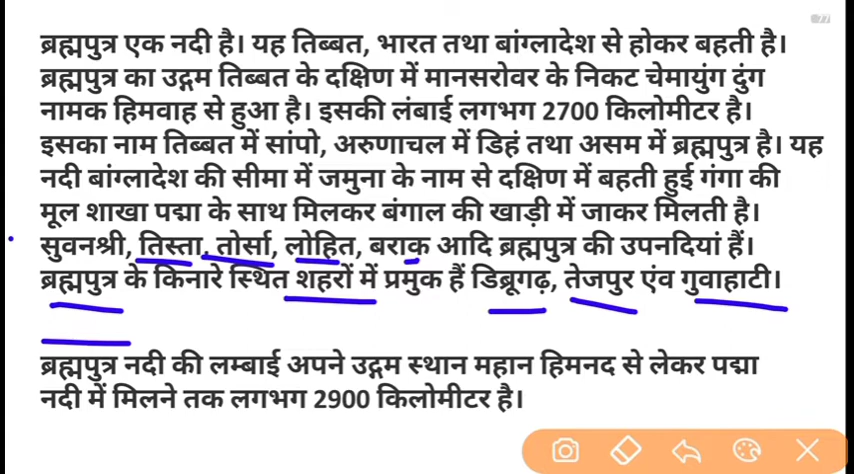 77
ब्रह्मपुत्र एक नदी है। यह तिब्बत, भारत तथा बांग्लादेश से होकर बहती है।
ब्रह्मपुत्र का उद्गम तिब्बत के दक्षिण में मानसरोवर के निकट चेमायुंग दुंग
नामक हिमवाह से हुआ है। इसकी लंबाई लगभग 2700 किलोमीटर है।
इसका नाम तिब्बत में सांपो, अरुणाचल में डिहं तथा असम में ब्रह्मपुत्र है। यह
नदी बांग्लादेश की सीमा में जमुना के नाम से दक्षिण में बहती हुई गंगा की
मूल शाखा पद्मा के साथ मिलकर बंगाल की खाड़ी में जाकर मिलती है।
सुवनश्री, तिस्ता, तोर्सा, लोहित, बराक आदि ब्रह्मपुत्र की उपनदियां हैं।
ब्रह्मपुत्र के किनारे स्थित शहरों में प्रमुक हैं डिब्रूगढ़, तेजपुर एंव गुवाहाटी।
ब्रह्मपुत्र नदी की लम्बाई अपने उद्गम स्थान महान हिमनद से लेकर पद्मा
नदी में मिलने तक लगभग 2900 किलोमीटर है।